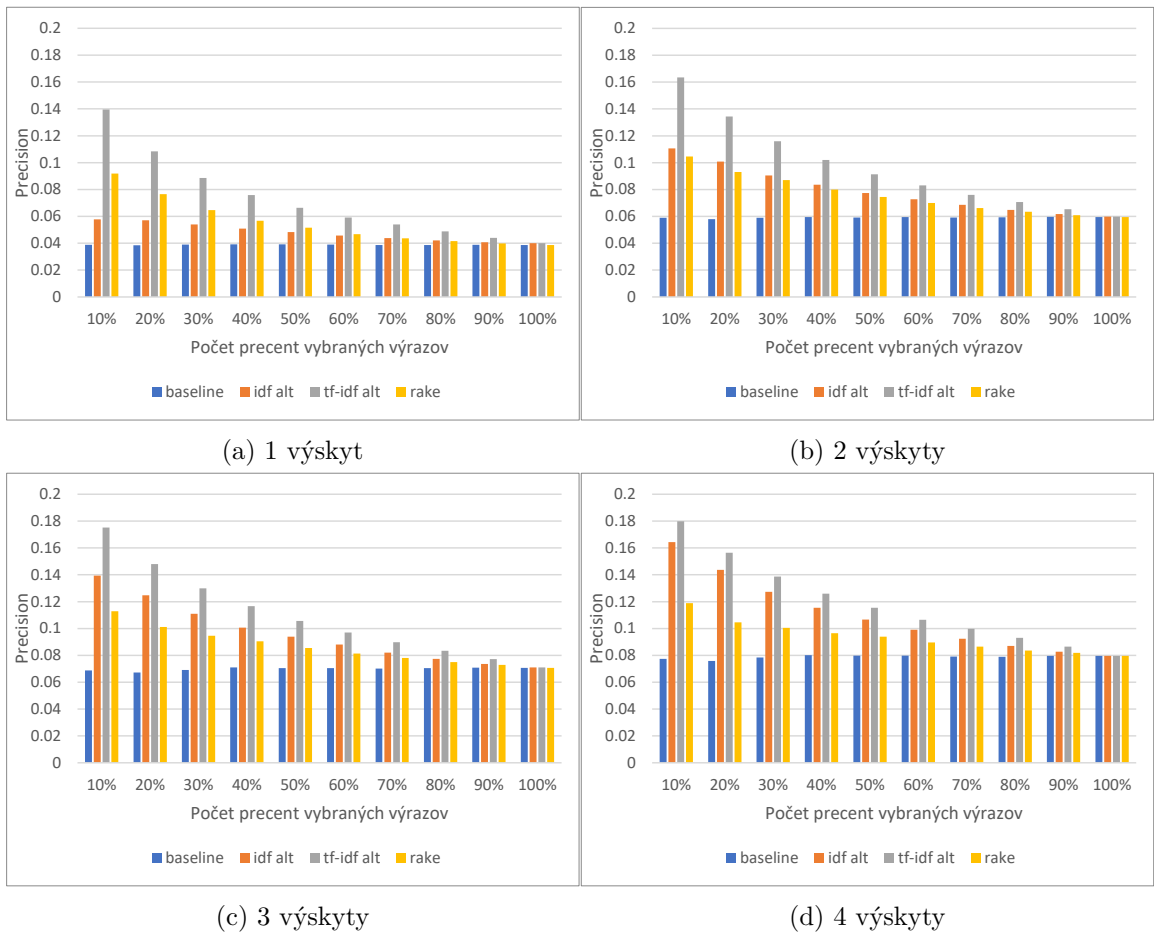 0.2
0.18
0.16
0.14
0.12
0.1
0.08
0.06
0.04
0.02
0
Precision
10% 20% 30% 40% 50% 60% 70% 80% 90% 100%
Počet precent vybraných výrazov
baseline idf alt tf-idf alt rake
(a) 1 výskyt
0.2
0.18
0.16
0.14
0.12
0.1
0.08
0.06
0.04
0.02
0
Precision
10% 20% 30% 40% 50% 60% 70% 80% 90% 100%
Počet precent vybraných výrazov
baseline idf alt tf-idf alt rake
(b) 2 výskyty
0.2
0.18
0.16
0.14
0.12
0.1
0.08
0.06
0.04
0.02
0
Precision
10% 20% 30% 40% 50% 60% 70% 80% 90% 100%
Počet precent vybraných výrazov
baseline idf alt tf-idf alt rake
(c) 3 výskyty
0.2
0.18
0.16
0.14
0.12
0.1
0.08
0.06
0.04
0.02
0
Precision
10% 20% 30% 40% 50% 60% 70% 80% 90% 100%
Počet precent vybraných výrazov
baseline idf alt tf-idf alt rake
(d) 4 výskyty